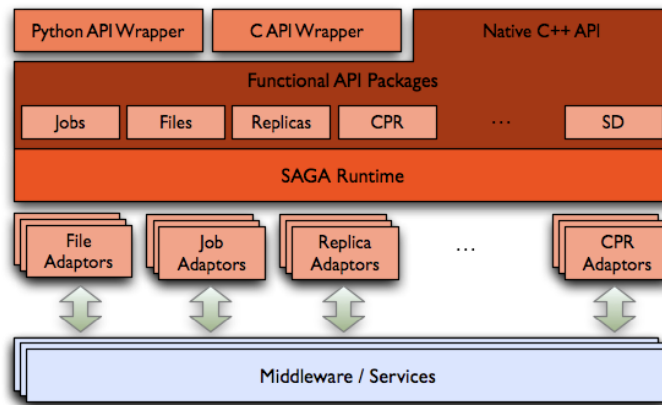 Python API Wrapper
C API Wrapper
Native C++ API
Functional API Packages
Jobs
Files
Replicas
CPR
...
SD
SAGA Runtime
File
Adaptors
Job
Adaptors
Replica
Adaptors
...
CPR
Adaptors
Middleware / Services